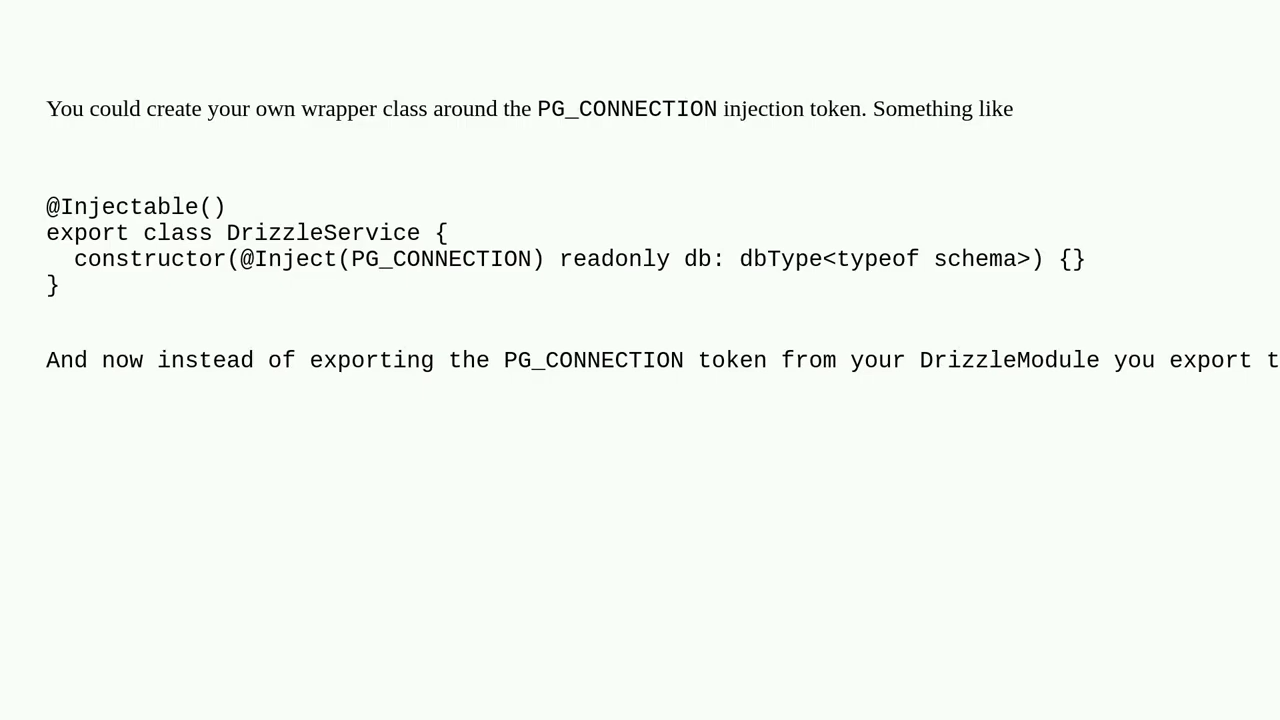 You could create your own wrapper class around the PG_CONNECTION injection token. Something like
@Injectable()
export class DrizzleService {
  constructor(@Inject(PG_CONNECTION) readonly db: dbType<typeof schema>) {}
}
And now instead of exporting the PG_CONNECTION token from your DrizzleModule you export